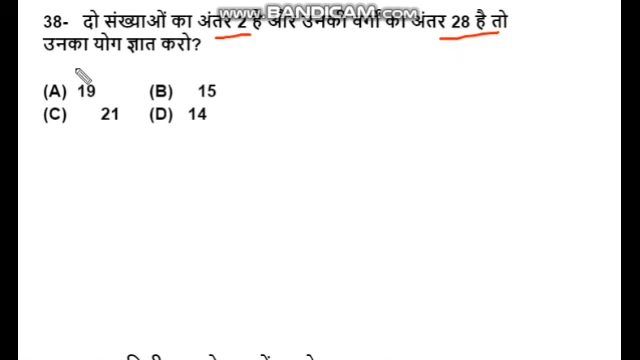 WWW.BANDICAM.COM
38- दो संख्याओं का अंतर 2 है और उनकी वर्गों का अंतर 28 है तो
उनका योग ज्ञात करो?
(A) 19 (B) 15
(C) 21 (D) 14